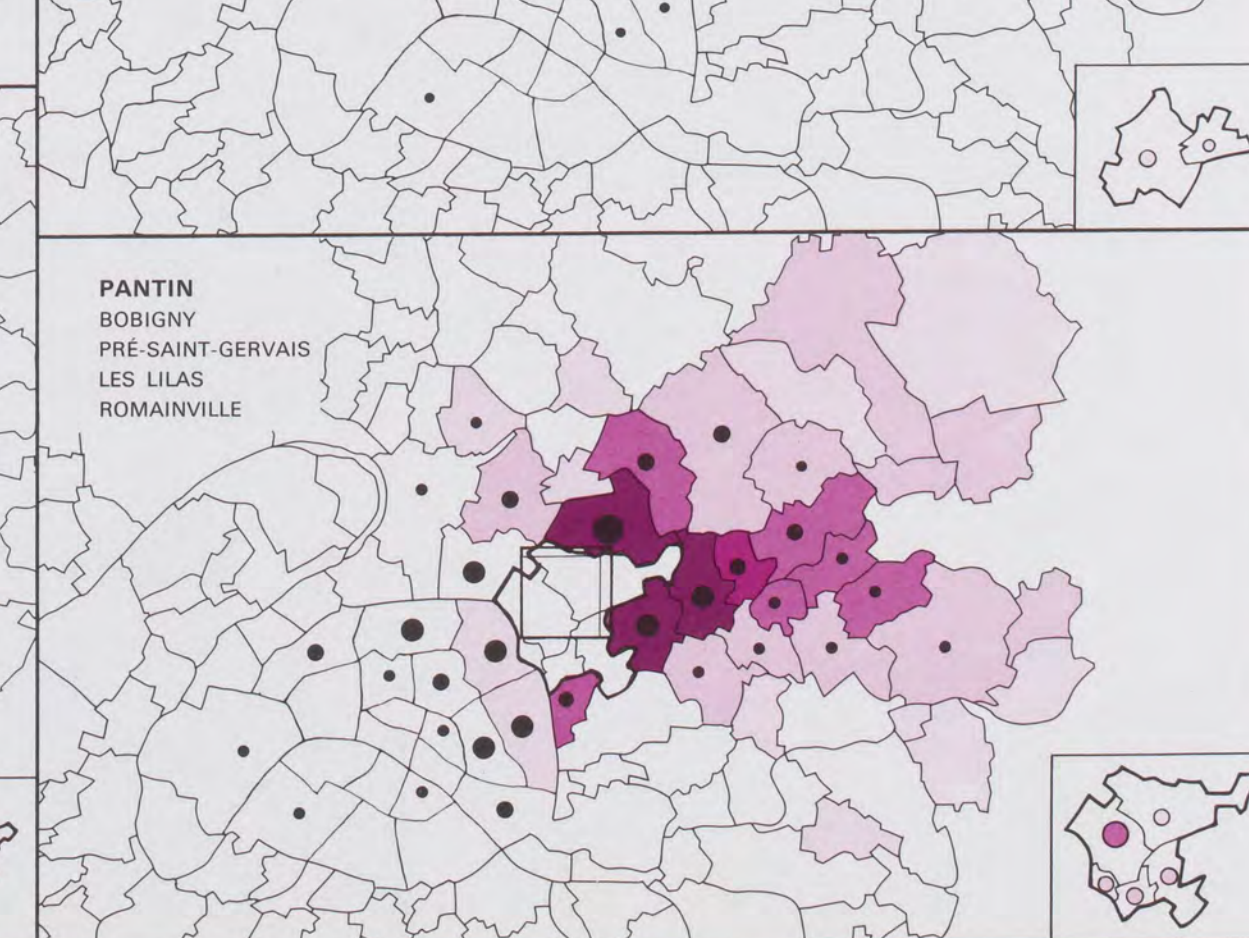 PANTIN
BOBIGNY
PRÉ-SAINT-GERVAIS
LES LILAS
ROMAINVILLE